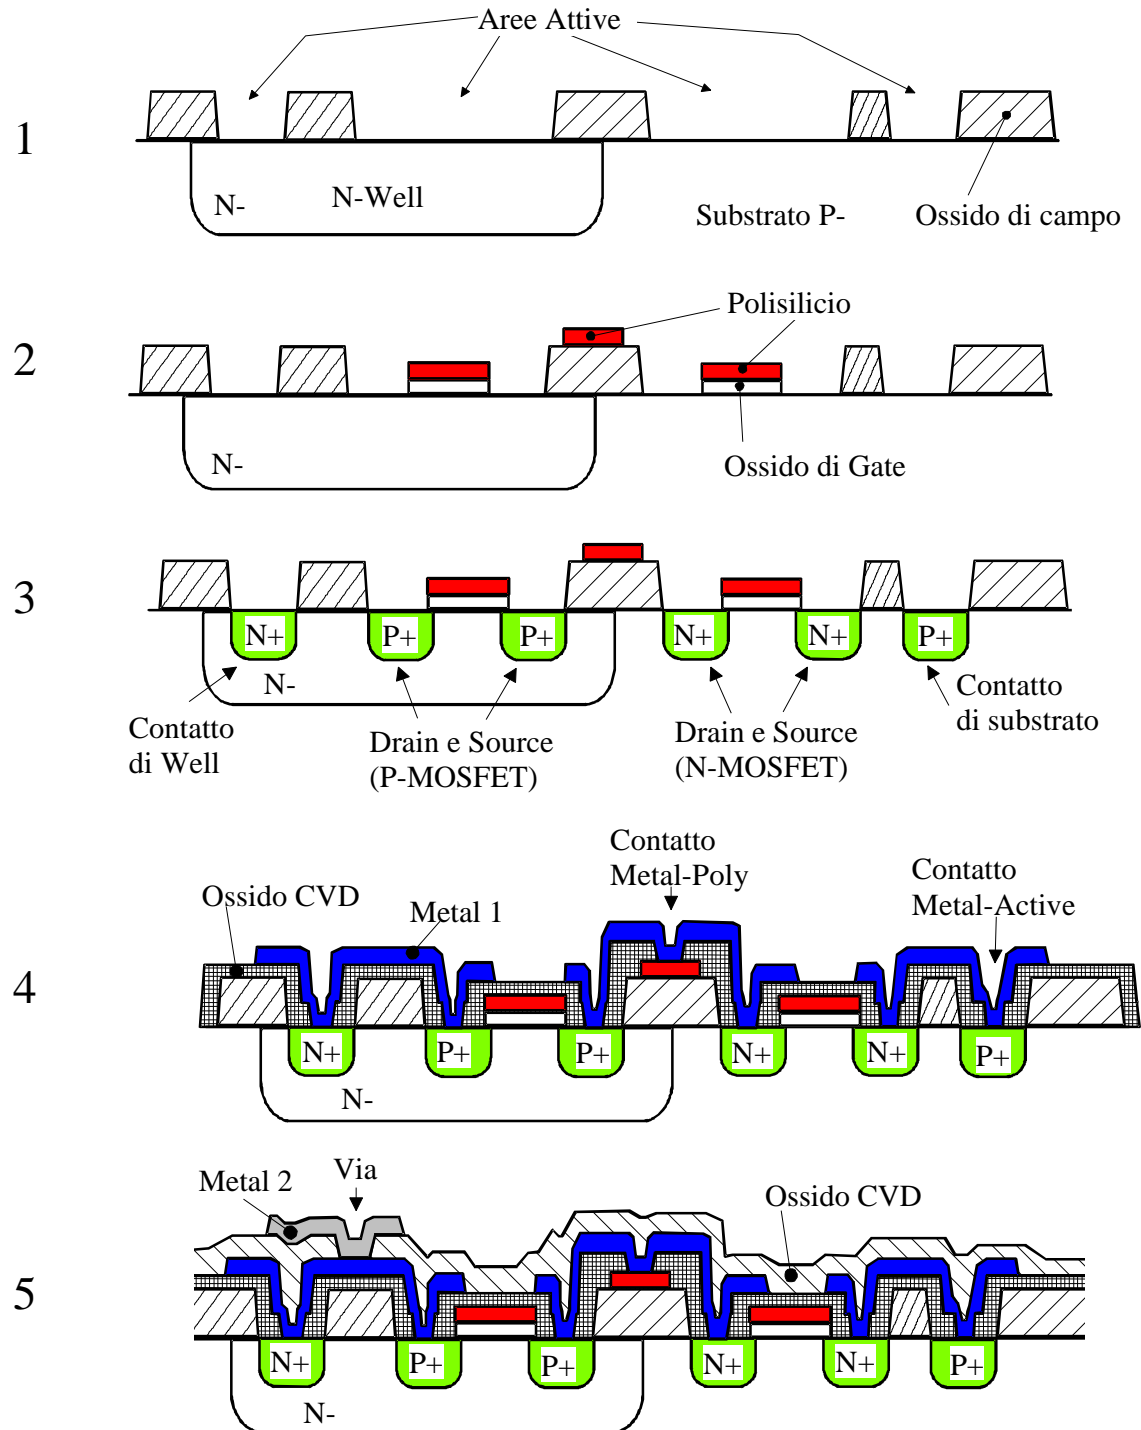 Aree Attive
1
N-
N-Well
Substrato P-
Ossido di campo
Polisilicio
2
N-
Ossido di Gate
3
N+
P+
P+
N+
N+
P+
N-
Contatto
di Well
Drain e Source
(P-MOSFET)
Drain e Source
(N-MOSFET)
Contatto
di substrato
Contatto
Metal-Poly
Contatto
Metal-Active
Ossido CVD
Metal 1
4
N+
P+
P+
N+
N+
P+
N-
Via
Metal 2
Ossido CVD
5
N+
P+
P+
N+
N+
P+
N-